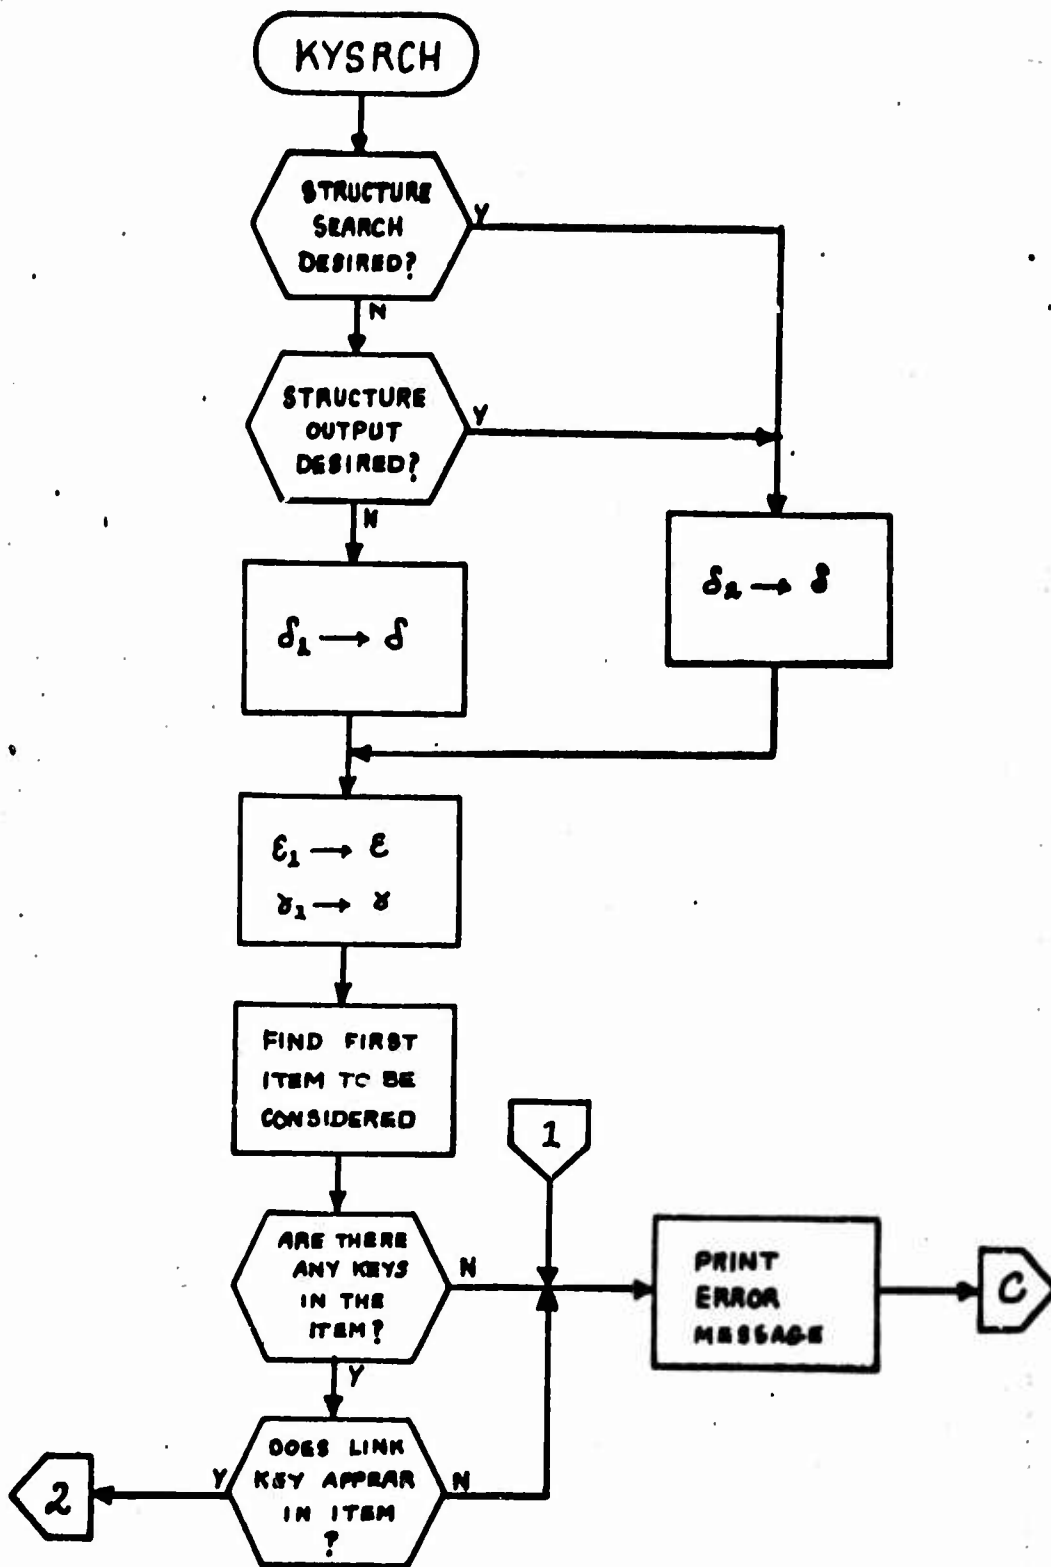 KYSRCH
STRUCTURE
SEARCH
DESIRED?
Y
N
STRUCTURE
OUTPUT
DESIRED?
Y
N
δ₁ → δ
δ₂ → δ
ε₁ → ε
γ₁ → γ
FIND FIRST
ITEM TO BE
CONSIDERED
1
ARE THERE
ANY KEYS
IN THE
ITEM?
N
Y
PRINT
ERROR
MESSAGE
C
DOES LINK
KEY APPEAR
IN ITEM
?
Y
N
2